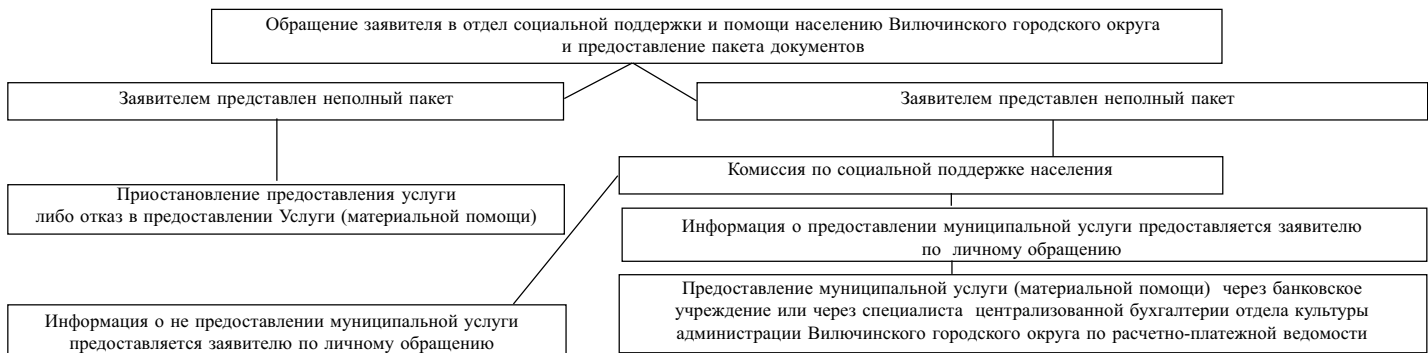 Обращение заявителя в отдел социальной поддержки и помощи населению Вилючинского городского округа
и предоставление пакета документов
Заявителем представлен неполный пакет
Заявителем представлен неполный пакет
Комиссия по социальной поддержке населения
Приостановление предоставления услуги
либо отказ в предоставлении Услуги (материальной помощи)
Информация о предоставлении муниципальной услуги предоставляется заявителю
по личному обращению
Предоставление муниципальной услуги (материальной помощи) через банковское
учреждение или через специалиста централизованной бухгалтерии отдела культуры
администрации Вилючинского городского округа по расчетно-платежной ведомости
Информация о не предоставлении муниципальной услуги
предоставляется заявителю по личному обращению